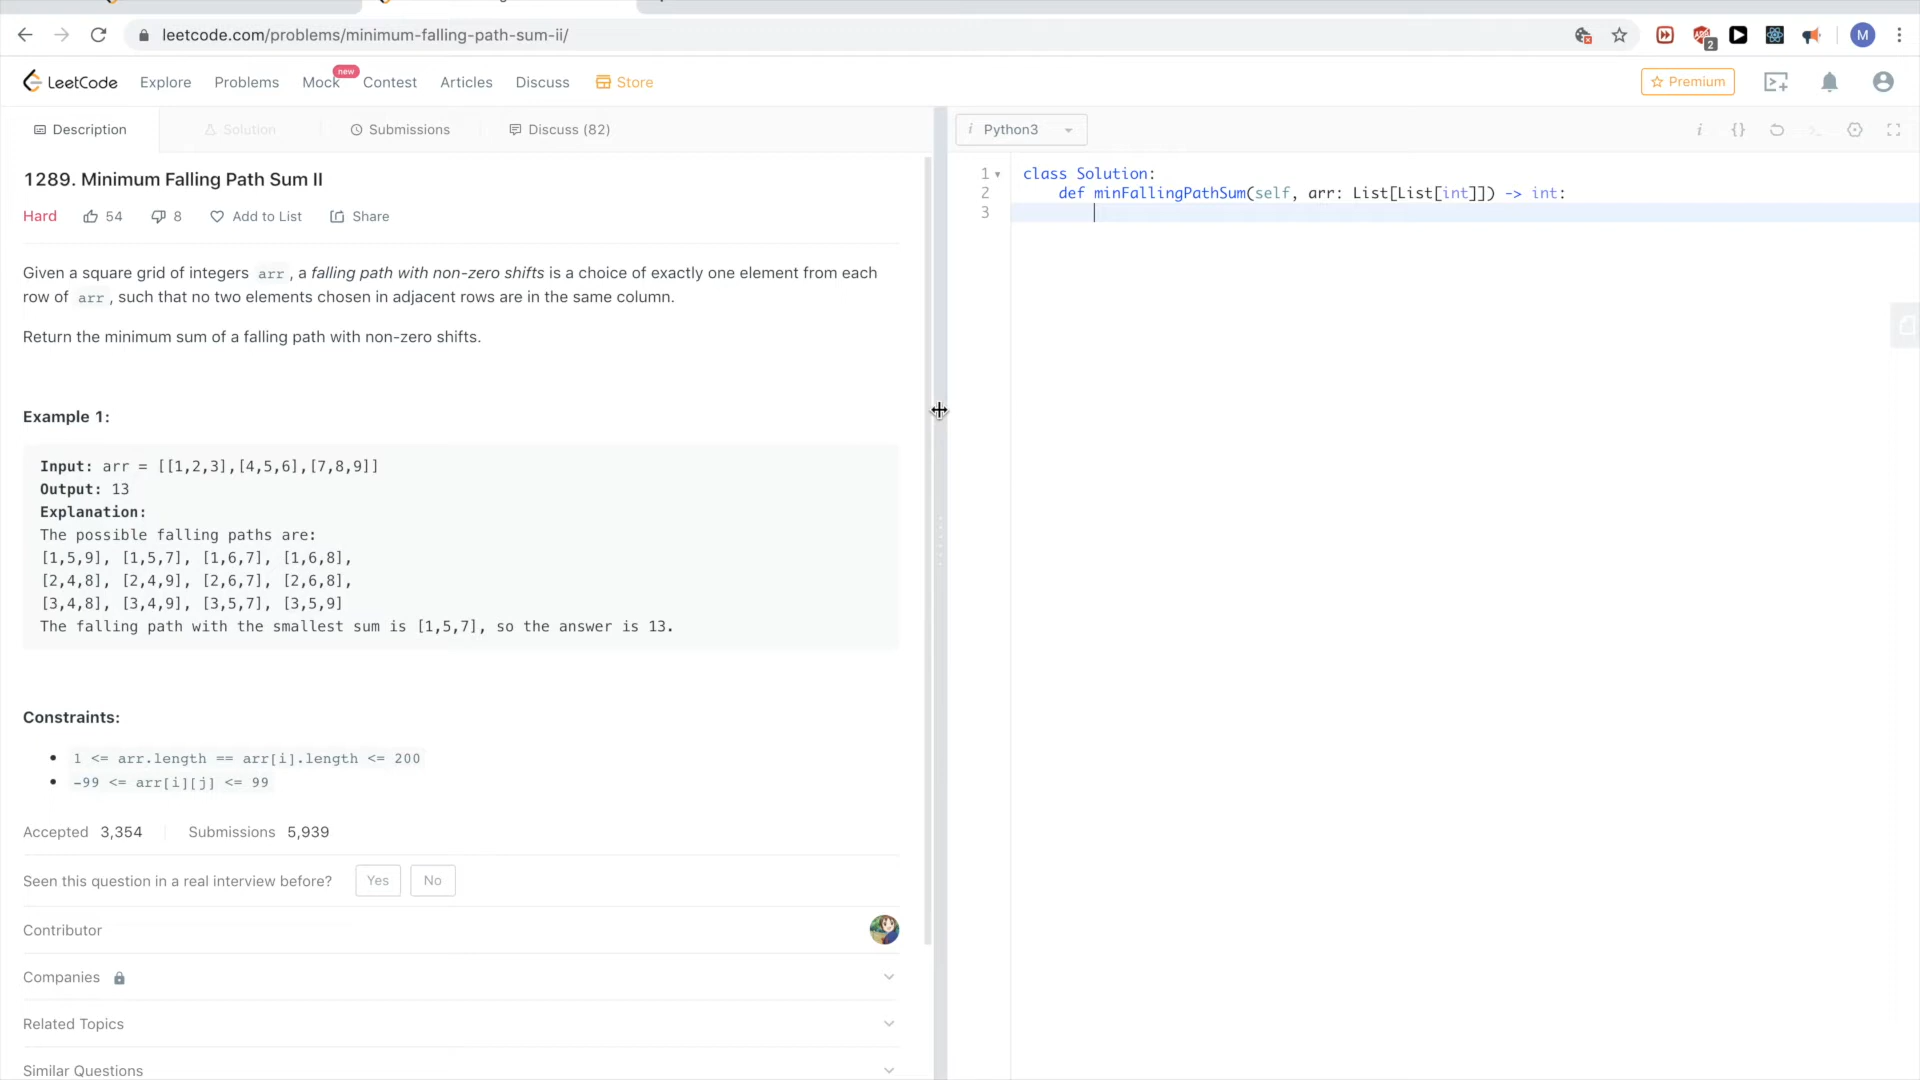 leetcode.com/problems/minimum-falling-path-sum-ii/
2
M
LeetCode
Explore
Problems
Mock
new
Contest
Articles
Discuss
Store
Premium
Description
Solution
Submissions
Discuss (82)
i Python3
i {}
1289. Minimum Falling Path Sum II
Hard
54
8
Add to List
Share
Given a square grid of integers arr, a falling path with non-zero shifts is a choice of exactly one element from each
row of arr, such that no two elements chosen in adjacent rows are in the same column.
Return the minimum sum of a falling path with non-zero shifts.
Example 1:
Input: arr = [[1,2,3],[4,5,6],[7,8,9]]
Output: 13
Explanation:
The possible falling paths are:
[1,5,9], [1,5,7], [1,6,7], [1,6,8],
[2,4,8], [2,4,9], [2,6,7], [2,6,8],
[3,4,8], [3,4,9], [3,5,7], [3,5,9]
The falling path with the smallest sum is [1,5,7], so the answer is 13.
Constraints:
1 <= arr.length == arr[i].length <= 200
-99 <= arr[i][j] <= 99
Accepted 3,354
Submissions 5,939
Seen this question in a real interview before?
Yes
No
Contributor
Companies
Related Topics
Similar Questions
1 class Solution:
2 def minFallingPathSum(self, arr: List[List[int]]) -> int:
3